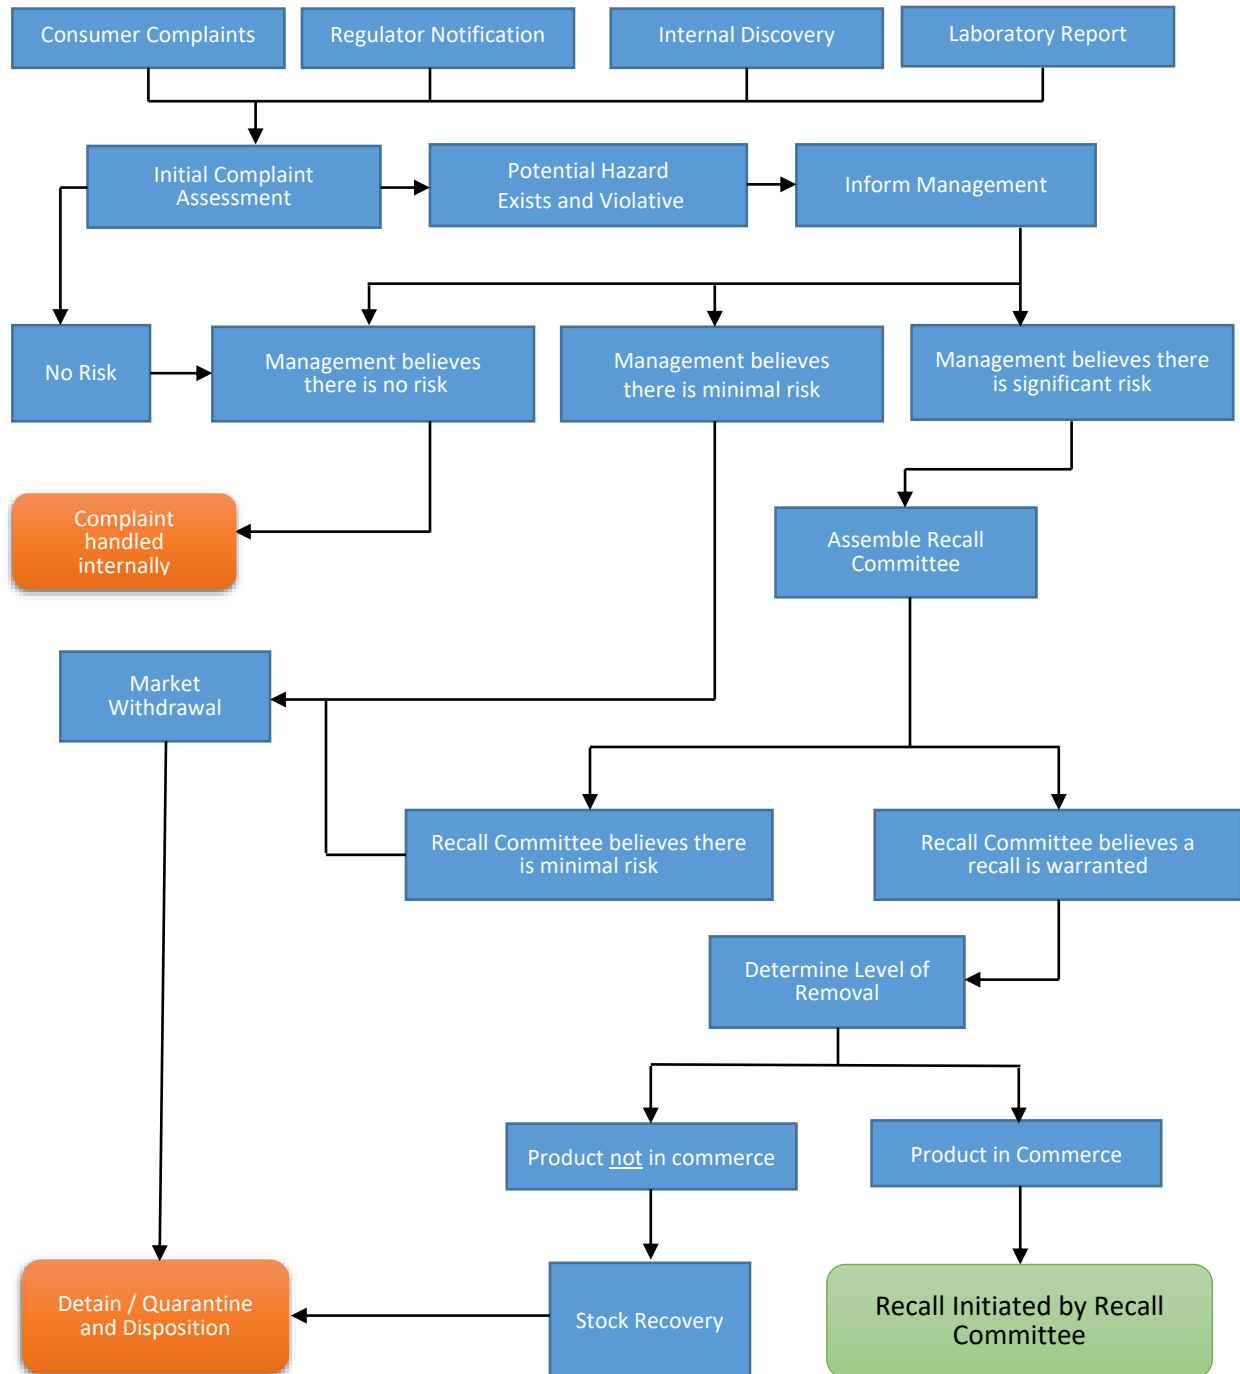 Consumer Complaints
Regulator Notification
Internal Discovery
Laboratory Report
Initial Complaint
Assessment
Potential Hazard
Exists and Violative
Inform Management
No Risk
Management believes
there is no risk
Management believes
there is minimal risk
Management believes there
is significant risk
Complaint
handled
internally
Assemble Recall
Committee
Market
Withdrawal
Recall Committee believes there
is minimal risk
Recall Committee believes a
recall is warranted
Determine Level of
Removal
Product not in commerce
Product in Commerce
Detain / Quarantine
and Disposition
Stock Recovery
Recall Initiated by Recall
Committee